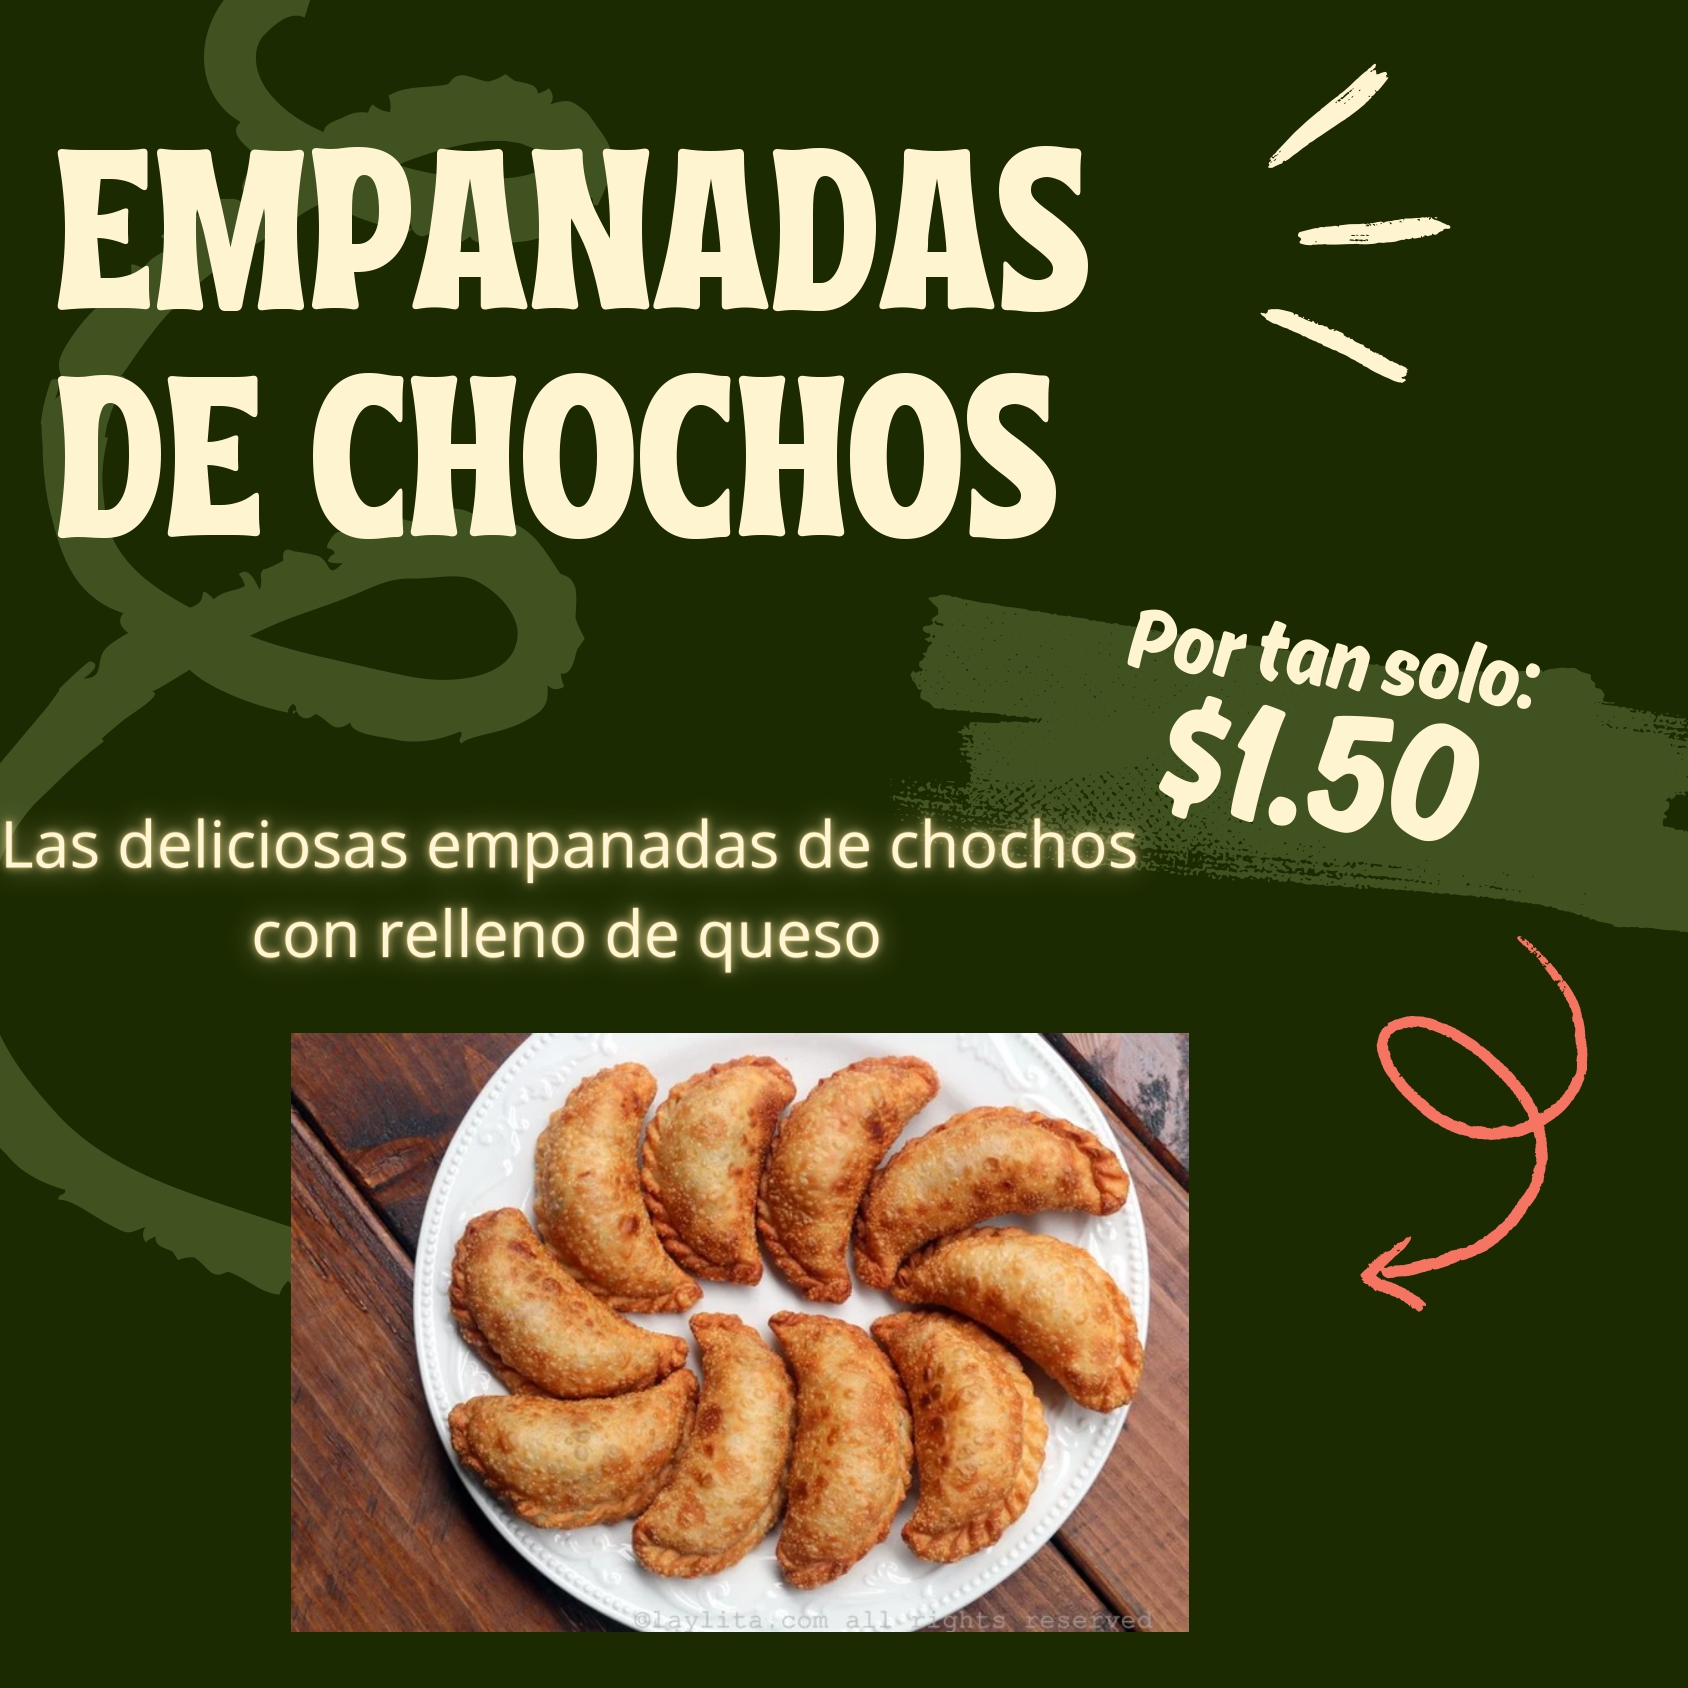 EMPANADAS
DE CHOCHOS
Por tan solo:
$1.50
Las deliciosas empanadas de chochos
con relleno de queso
©laylita.com all rights reserved